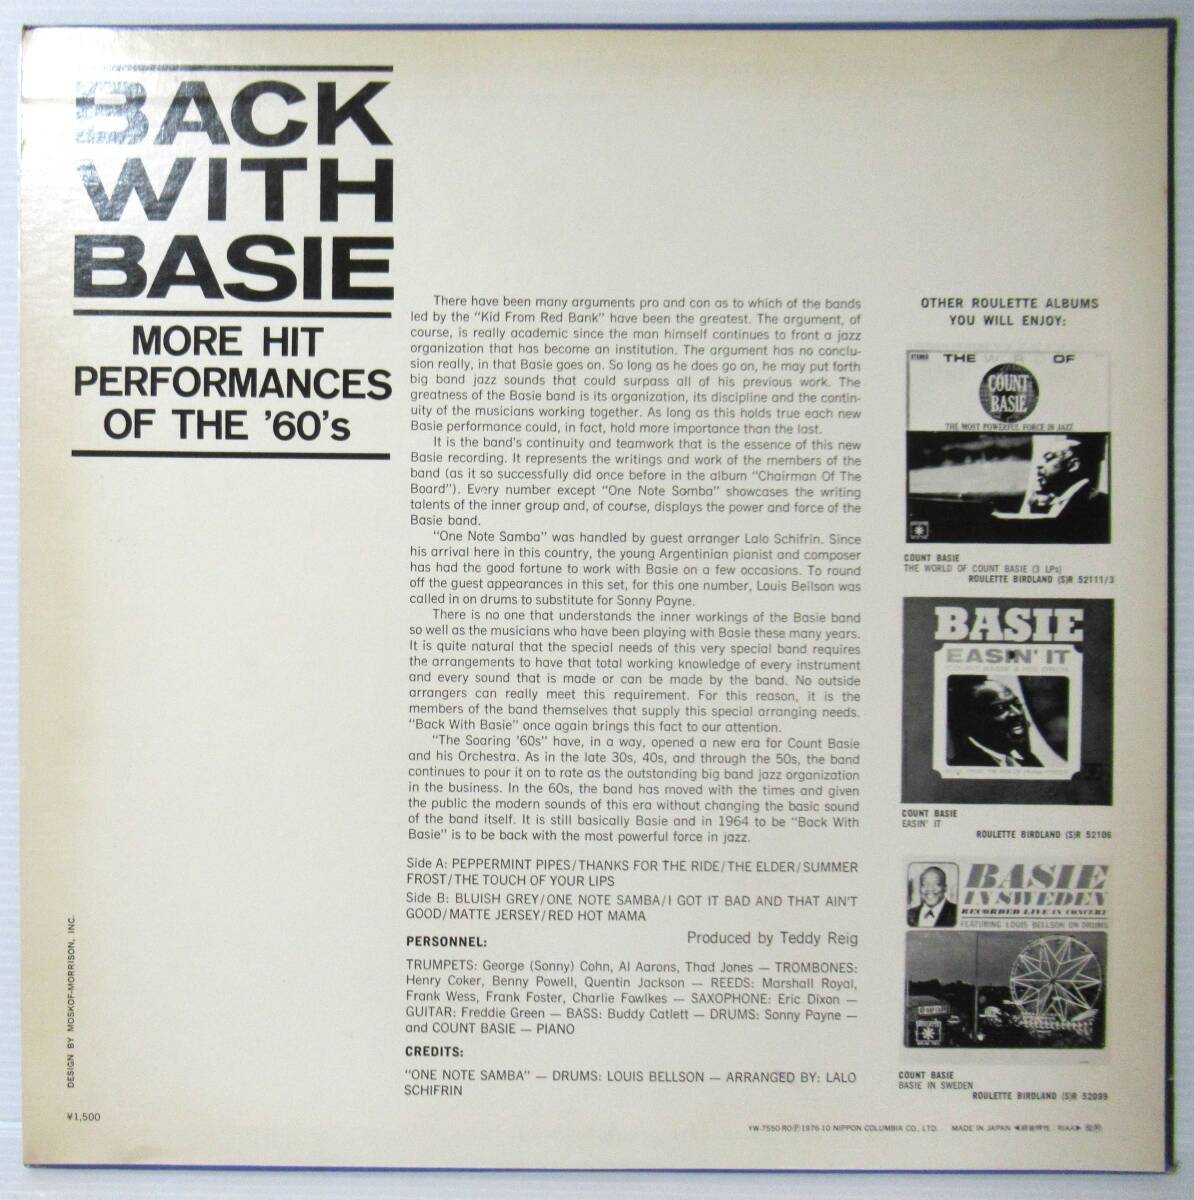 BACK
WITH
BASIE
MORE HIT
PERFORMANCES
OF THE '60's
There have been many arguments pro and con as to which of the bands
led by the "Kid From Red Bank" have been the greatest. The argument, of
course, is really academic since the man himself continues to front a jazz
organization that has become an institution. The argument has no conclu-
sion really, in that Basie goes on. So long as he does go on, he may put forth
big band jazz sounds that could surpass all of his previous work. The
greatness of the Basie band is its organization, its discipline and the contin-
uity of the musicians working together. As long as this holds true each new
Basie performance could, in fact, hold more importance than the last.
It is the band's continuity and teamwork that is the essence of this new
Basie recording. It represents the writings and work of the members of the
band (as it so successfully did once before in the album "Chairman Of The
Board"). Every number except "One Note Samba" showcases the writing
talents of the inner group and, of course, displays the power and force of the
Basie band.
"One Note Samba" was handled by guest arranger Lalo Schifrin. Since
his arrival here in this country, the young Argentinian pianist and composer
has had the good fortune to work with Basie on a few occasions. To round
off the guest appearances in this set, for this one number, Louis Bellson was
called in on drums to substitute for Sonny Payne.
There is no one that understands the inner workings of the Basie band
so well as the musicians who have been playing with Basie these many years.
It is quite natural that the special needs of this very special band requires
the arrangements to have that total working knowledge of every instrument
and every sound that is made or can be made by the band. No outside
arrangers can really meet this requirement. For this reason, it is the
members of the band themselves that supply this special arranging needs.
"Back With Basie" once again brings this fact to our attention.
"The Soaring '60s" have, in a way, opened a new era for Count Basie
and his Orchestra. As in the late 30s, 40s, and through the 50s, the band
continues to pour it on to rate as the outstanding big band jazz organization
in the business. In the 60s, the band has moved with the times and given
the public the modern sounds of this era without changing the basic sound
of the band itself. It is still basically Basie and in 1964 to be "Back With
Basie" is to be back with the most powerful force in jazz.
Side A: PEPPERMINT PIPES/THANKS FOR THE RIDE/THE ELDER/SUMMER
FROST/THE TOUCH OF YOUR LIPS
Side B: BLUISH GREY/ONE NOTE SAMBA/I GOT IT BAD AND THAT AIN'T
GOOD/MATTE JERSEY/RED HOT MAMA
PERSONNEL:
Produced by Teddy Reig
TRUMPETS: George (Sonny) Cohn, Al Aarons, Thad Jones — TROMBONES:
Henry Coker, Benny Powell, Quentin Jackson — REEDS: Marshall Royal,
Frank Wess, Frank Foster, Charlie Fowlkes — SAXOPHONE: Eric Dixon —
GUITAR: Freddie Green — BASS: Buddy Catlett — DRUMS: Sonny Payne —
and COUNT BASIE — PIANO
CREDITS:
"ONE NOTE SAMBA" — DRUMS: LOUIS BELLSON — ARRANGED BY: LALO
SCHIFRIN
OTHER ROULETTE ALBUMS
YOU WILL ENJOY:
STEREO
THE W OF
COUNT
BASIE
THE MOST POWERFUL FORCE IN JAZZ
COUNT BASIE
THE WORLD OF COUNT BASIE (3 LPs)
ROULETTE BIRDLAND (S)R 52111/3
BASIE
EASIN' IT
COUNT BASIE
EASIN' IT
ROULETTE BIRDLAND (S)R 52106
BASIE
IN SWEDEN
RECORDED LIVE IN CONCERT
FEATURING LOUIS BELLSON ON DRUMS
COUNT BASIE
BASIE IN SWEDEN
ROULETTE BIRDLAND (S)R 52099
DESIGN BY MOSKOF-MORRISON, INC.
¥1,500
YW-7550-RO Ⓟ 1976·10 NIPPON COLUMBIA CO., LTD. MADE IN JAPAN